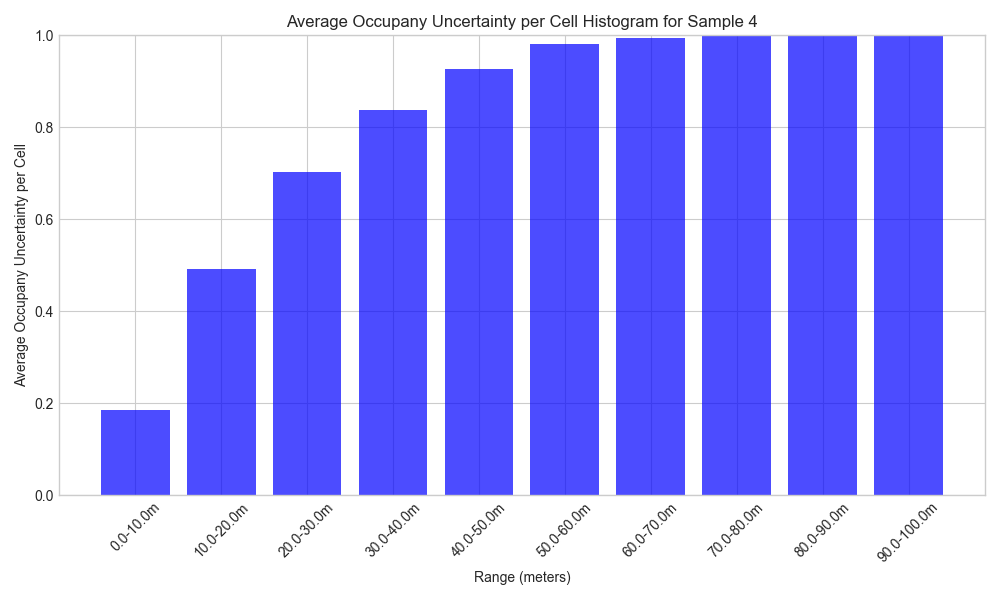 Average Occupany Uncertainty per Cell Histogram for Sample 4
Average Occupany Uncertainty per Cell
1.0
0.8
0.6
0.4
0.2
0.0
0.0-10.0m
10.0-20.0m
20.0-30.0m
30.0-40.0m
40.0-50.0m
50.0-60.0m
60.0-70.0m
70.0-80.0m
80.0-90.0m
90.0-100.0m
Range (meters)